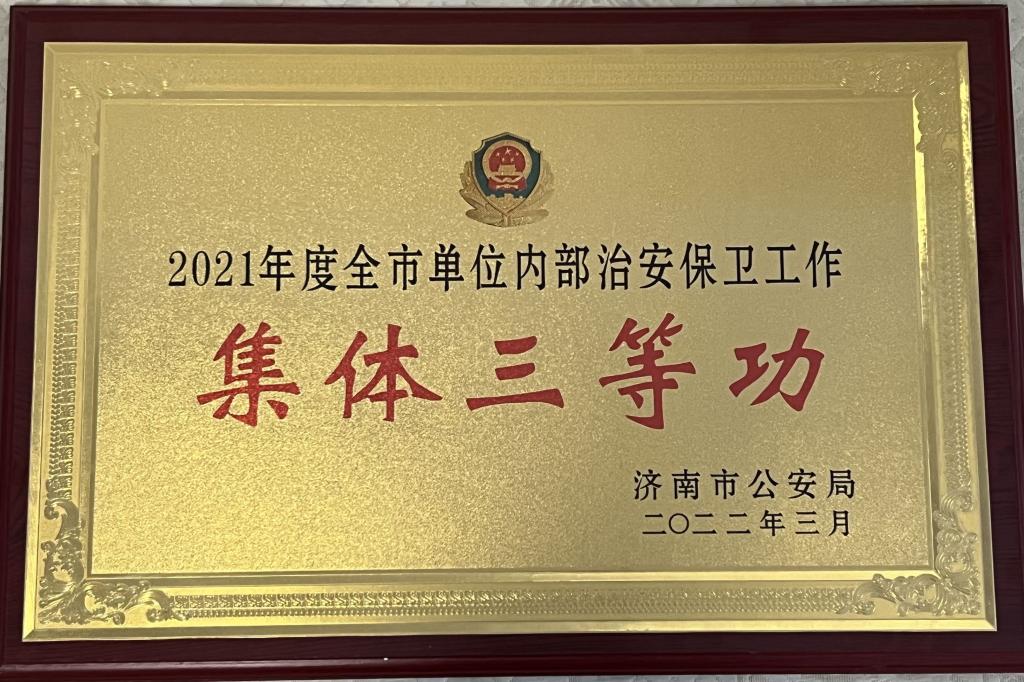 2021年度全市单位内部治安保卫工作
集体三等功
济南市公安局
二〇二二年三月